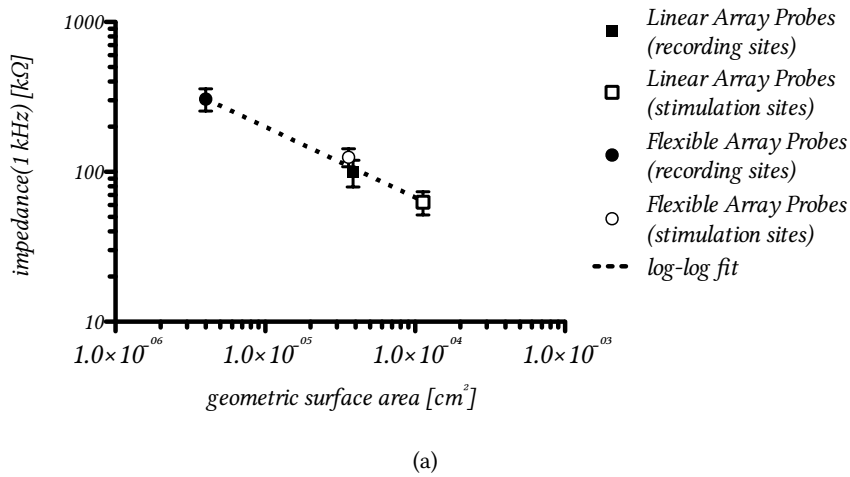 1000
100
10
impedance(1 kHz) [kΩ]
1.0×10⁻⁰⁶
1.0×10⁻⁰⁵
1.0×10⁻⁰⁴
1.0×10⁻⁰³
geometric surface area [cm²]
Linear Array Probes
(recording sites)
Linear Array Probes
(stimulation sites)
Flexible Array Probes
(recording sites)
Flexible Array Probes
(stimulation sites)
log-log fit
(a)